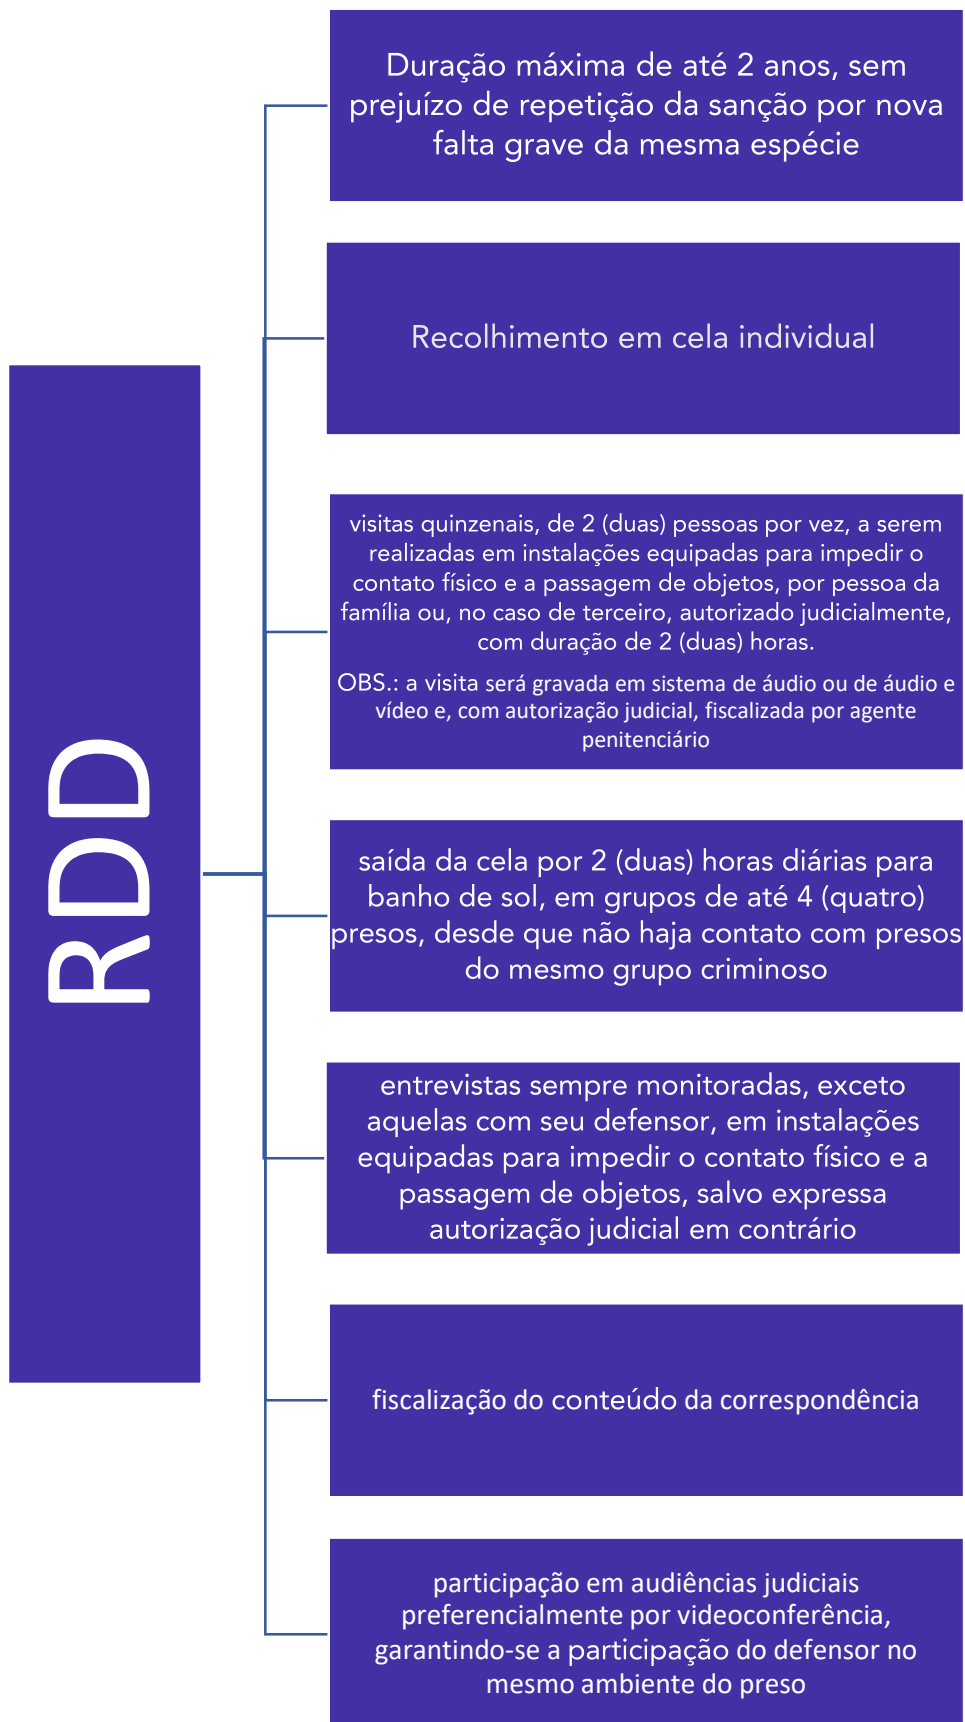 RDD
Duração máxima de até 2 anos, sem
prejuízo de repetição da sanção por nova
falta grave da mesma espécie
Recolhimento em cela individual
visitas quinzenais, de 2 (duas) pessoas por vez, a serem
realizadas em instalações equipadas para impedir o
contato físico e a passagem de objetos, por pessoa da
família ou, no caso de terceiro, autorizado judicialmente,
com duração de 2 (duas) horas.
OBS.: a visita será gravada em sistema de áudio ou de áudio e
vídeo e, com autorização judicial, fiscalizada por agente
penitenciário
saída da cela por 2 (duas) horas diárias para
banho de sol, em grupos de até 4 (quatro)
presos, desde que não haja contato com presos
do mesmo grupo criminoso
entrevistas sempre monitoradas, exceto
aquelas com seu defensor, em instalações
equipadas para impedir o contato físico e a
passagem de objetos, salvo expressa
autorização judicial em contrário
fiscalização do conteúdo da correspondência
participação em audiências judiciais
preferencialmente por videoconferência,
garantindo-se a participação do defensor no
mesmo ambiente do preso